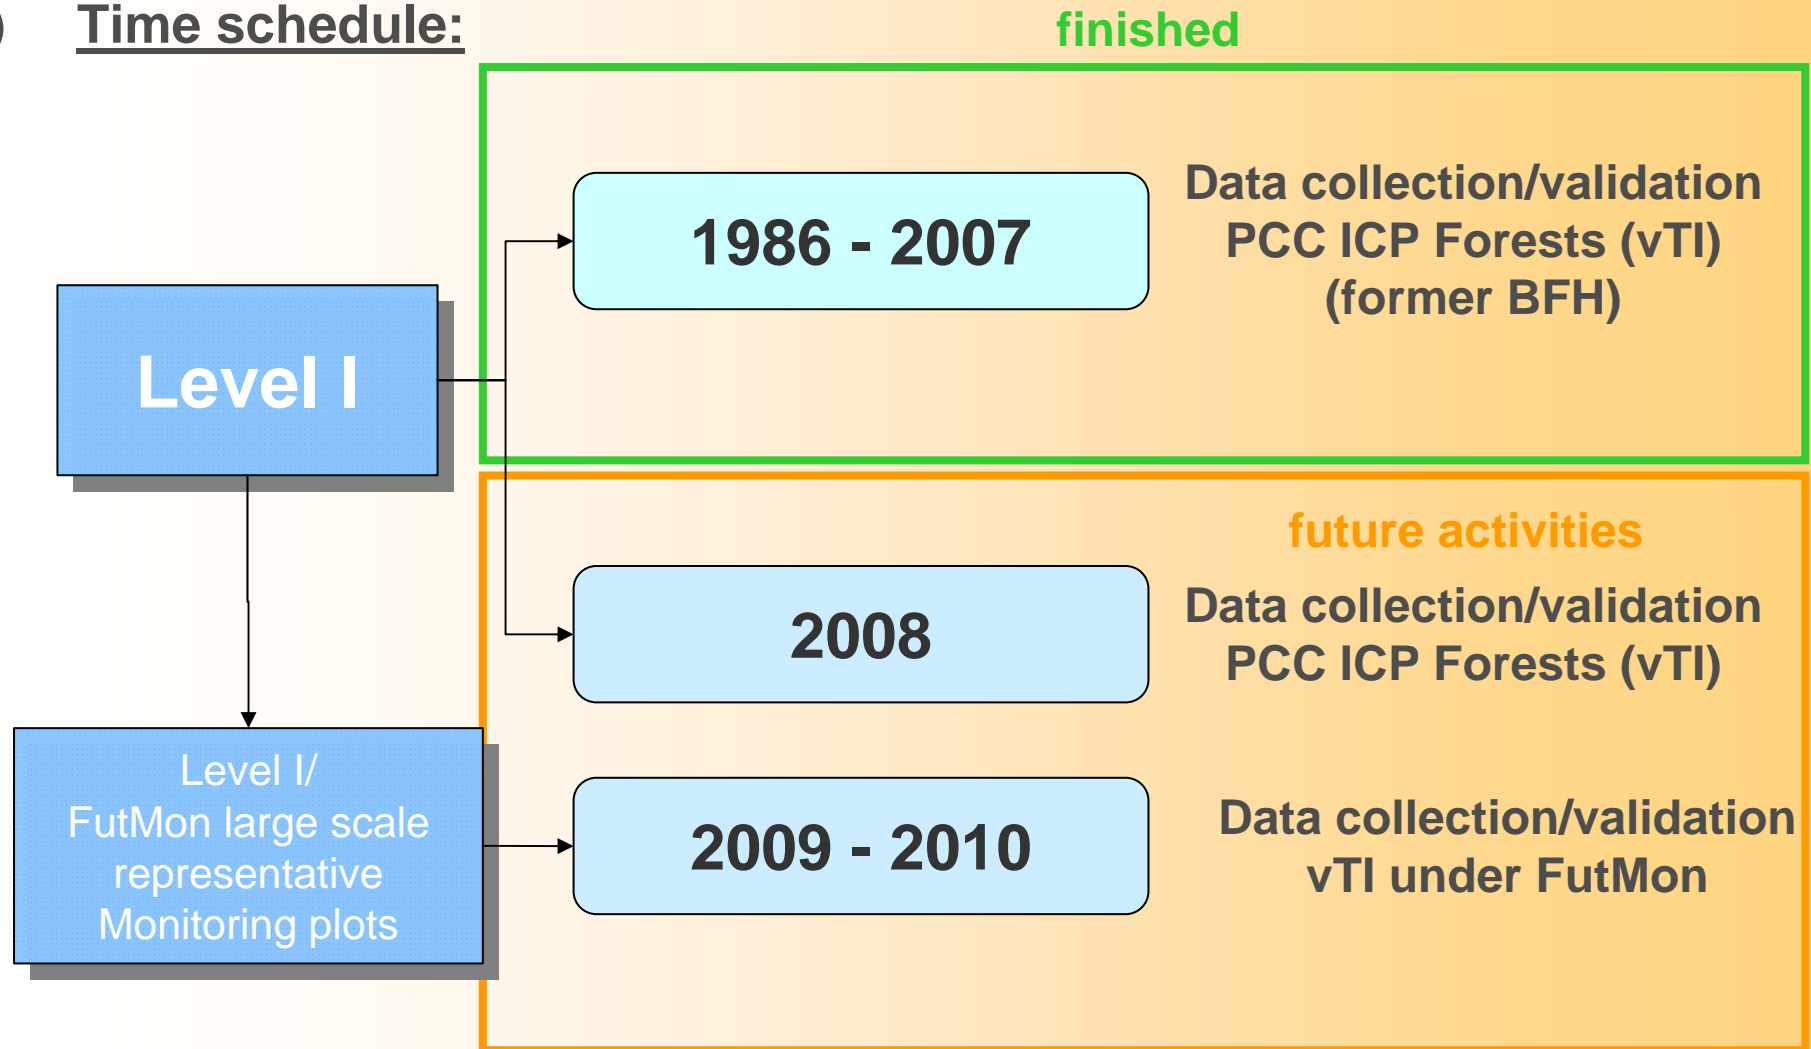 ) Time schedule:
finished
1986 - 2007
Data collection/validation
PCC ICP Forests (vTI)
(former BFH)
Level I
future activities
2008
Data collection/validation
PCC ICP Forests (vTI)
Level I/
FutMon large scale
representative
Monitoring plots
2009 - 2010
Data collection/validation
vTI under FutMon